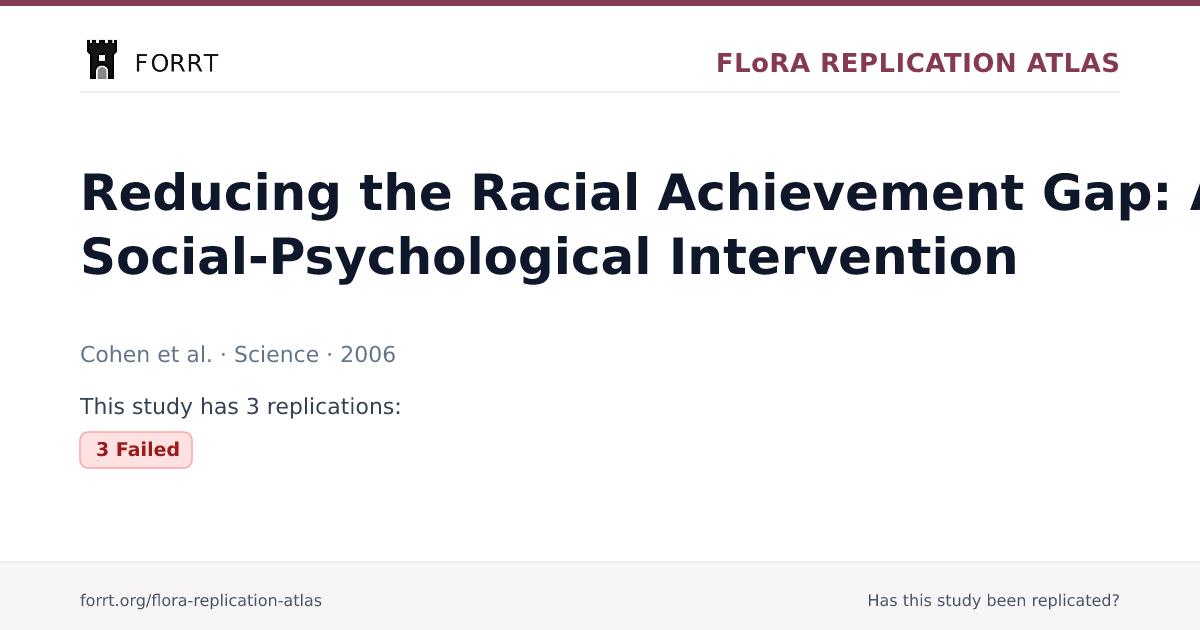 FORRT
FLoRA REPLICATION ATLAS
Reducing the Racial Achievement Gap: A
Social-Psychological Intervention
Cohen et al. · Science · 2006
This study has 3 replications:
3 Failed
forrt.org/flora-replication-atlas
Has this study been replicated?